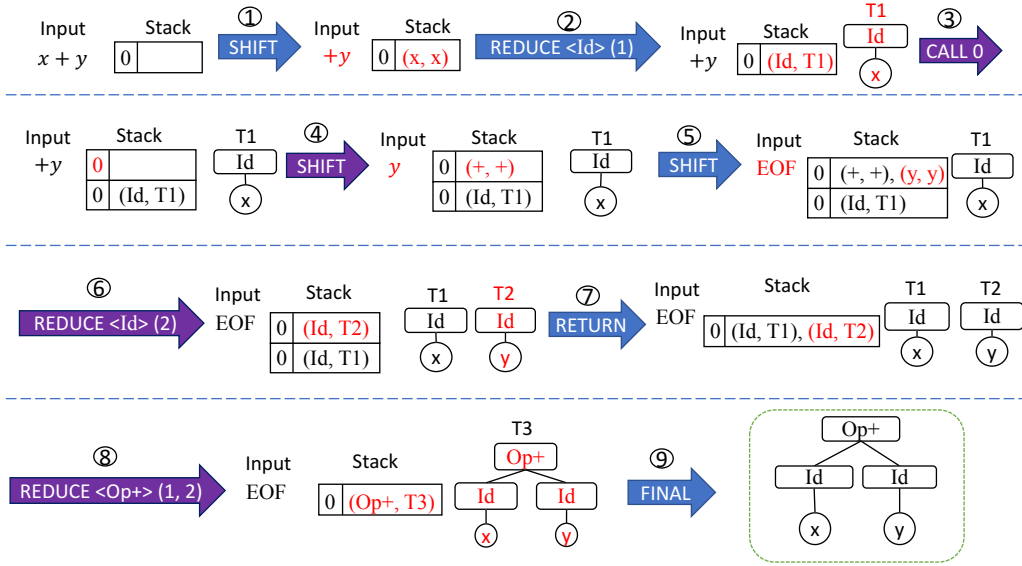 Input Stack ① SHIFT Input Stack ② REDUCE <Id> (1) Input Stack T1 ③ CALL 0
x + y 0 +y 0 (x, x) +y 0 (Id, T1) Id x
Input Stack T1 ④ SHIFT Input Stack T1 ⑤ SHIFT Input Stack T1
+y 0 Id y 0 (+, +) Id EOF 0 (+, +), (y, y) Id
0 (Id, T1) x 0 (Id, T1) x 0 (Id, T1) x
⑥ REDUCE <Id> (2) Input Stack T1 T2 ⑦ RETURN Input Stack T1 T2
EOF 0 (Id, T2) Id Id EOF 0 (Id, T1), (Id, T2) Id Id
0 (Id, T1) x y x y
⑧ REDUCE <Op+> (1, 2) Input Stack T3 ⑨ FINAL Op+
EOF 0 (Op+, T3) Op+ Id Id
Id Id x y
x y